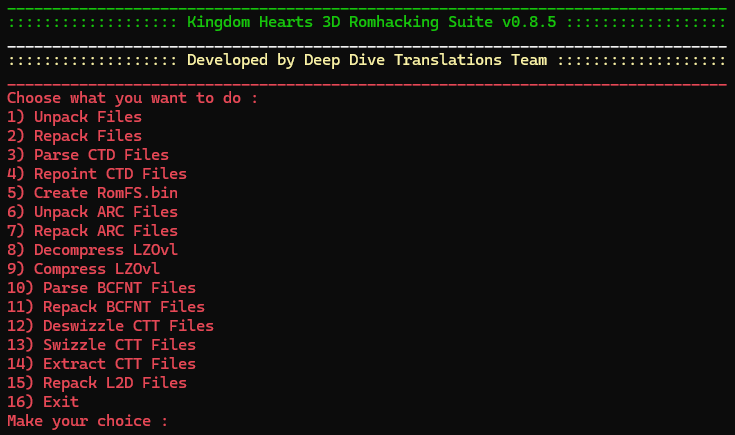 ::::::::::::::::::: Kingdom Hearts 3D Romhacking Suite v0.8.5 ::::::::::::::::::
::::::::::::::::::: Developed by Deep Dive Translations Team :::::::::::::::::::
Choose what you want to do :
1) Unpack Files
2) Repack Files
3) Parse CTD Files
4) Repoint CTD Files
5) Create RomFS.bin
6) Unpack ARC Files
7) Repack ARC Files
8) Decompress LZOvl
9) Compress LZOvl
10) Parse BCFNT Files
11) Repack BCFNT Files
12) Deswizzle CTT Files
13) Swizzle CTT Files
14) Extract CTT Files
15) Repack L2D Files
16) Exit
Make your choice :